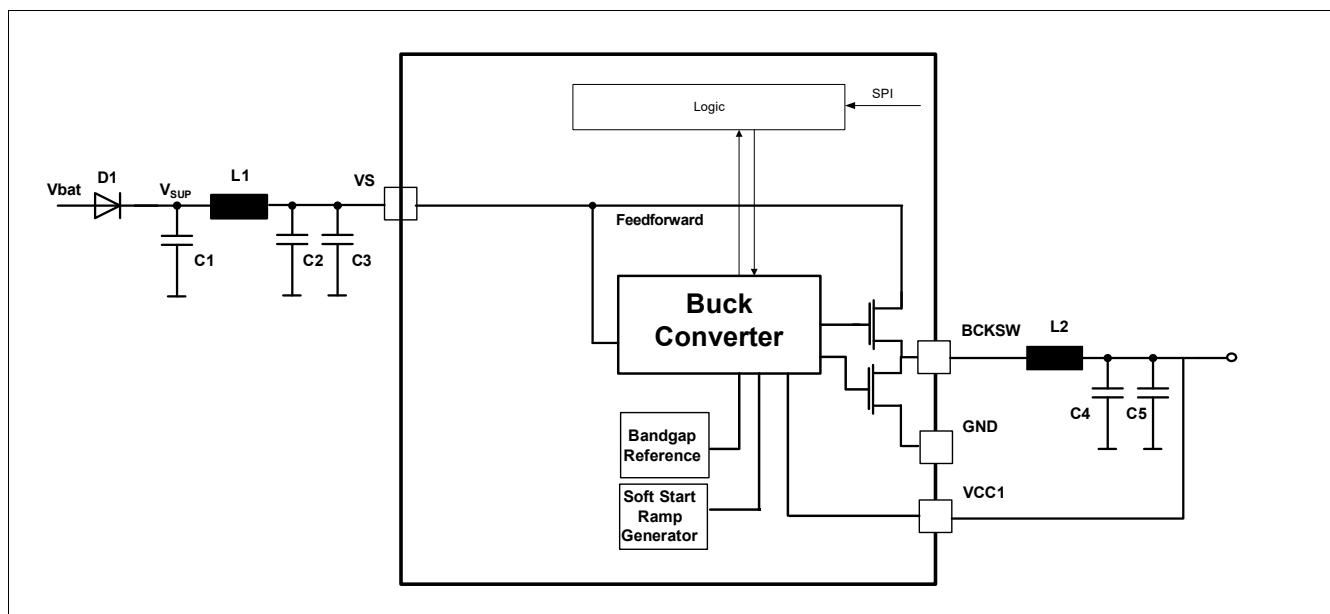 Logic
SPI
Vbat
D1
VSUP
L1
VS
C1
C2
C3
Feedforward
Buck
Converter
BCKSW
L2
C4
C5
GND
Bandgap
Reference
VCC1
Soft Start
Ramp
Generator